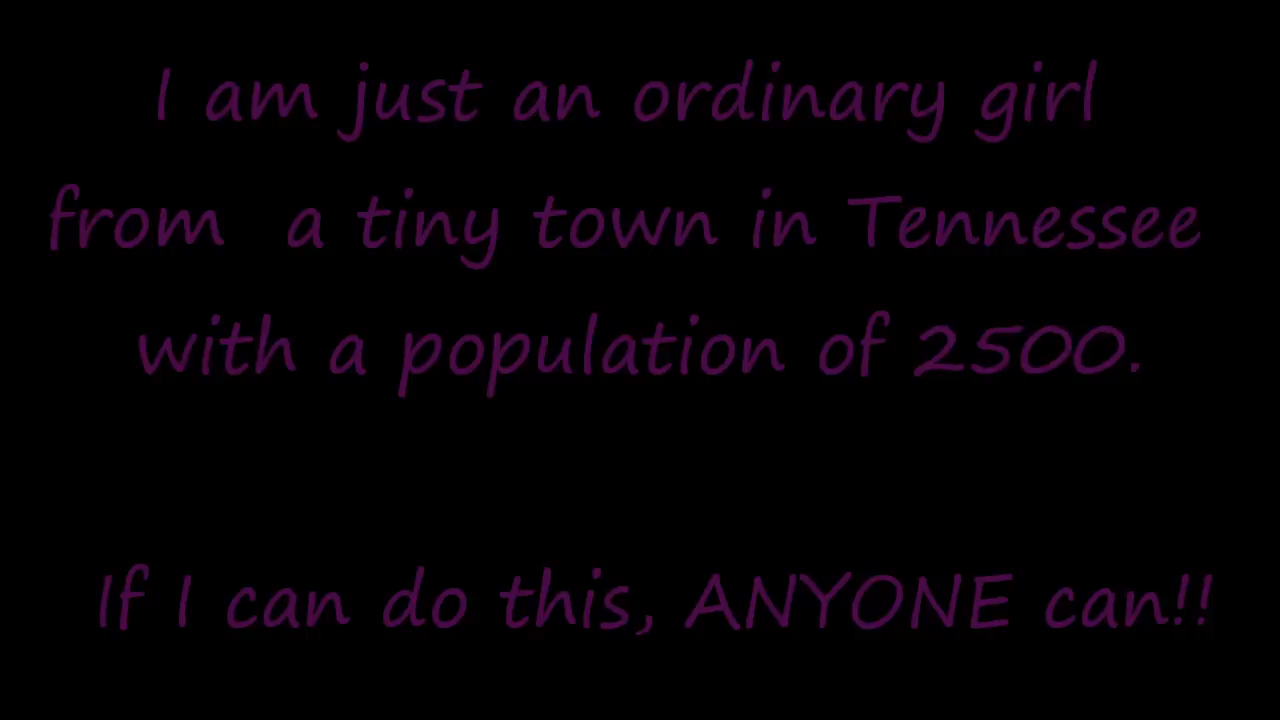 I am just an ordinary girl
from a tiny town in Tennessee
with a population of 2500.
If I can do this, ANYONE can!!